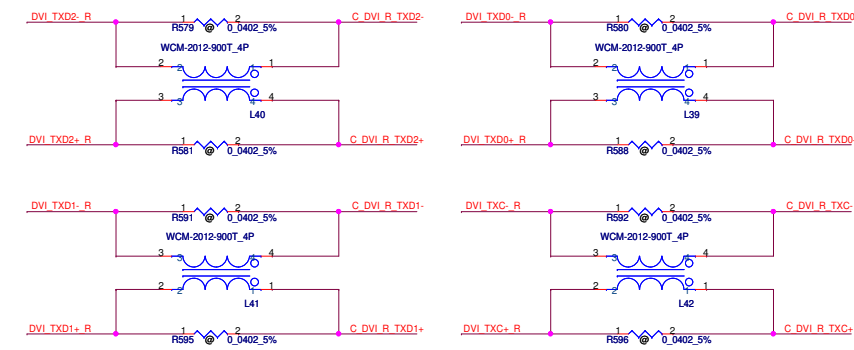 DVI_TXD2-_R 1 2 C_DVI_R_TXD2-
R579 @ 0_0402_5%
WCM-2012-900T_4P
2 2 1 1
3 3 4 4
L40
DVI_TXD2+_R 1 2 C_DVI_R_TXD2+
R581 @ 0_0402_5%
DVI_TXD0-_R 1 2 C_DVI_R_TXD0
R580 @ 0_0402_5%
WCM-2012-900T_4P
2 2 1 1
3 3 4 4
L39
DVI_TXD0+_R 1 2 C_DVI_R_TXD0
R588 @ 0_0402_5%
DVI_TXD1-_R 1 2 C_DVI_R_TXD1-
R591 @ 0_0402_5%
WCM-2012-900T_4P
3 3 4 4
2 2 1 1
L41
DVI_TXD1+_R 1 2 C_DVI_R_TXD1+
R595 @ 0_0402_5%
DVI_TXC-_R 1 2 C_DVI_R_TXC-
R592 @ 0_0402_5%
WCM-2012-900T_4P
3 3 4 4
2 2 1 1
L42
DVI_TXC+_R 1 2 C_DVI_R_TXC+
R596 @ 0_0402_5%